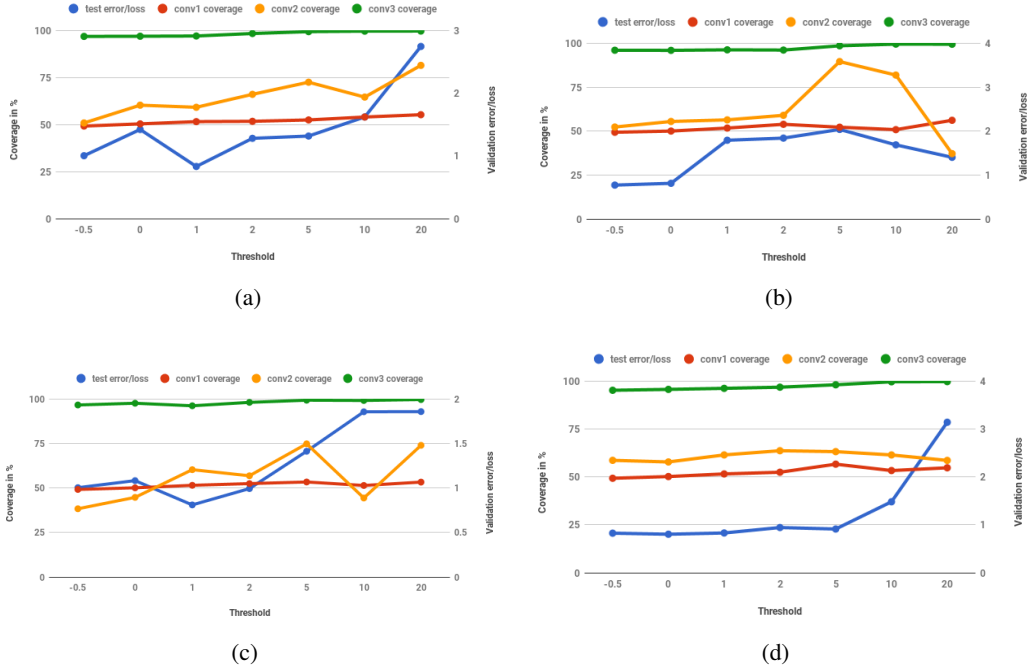 test error/loss conv1 coverage conv2 coverage conv3 coverage
100 3
75 2
50
25 1
0 0
-0.5 0 1 2 5 10 20
Coverage in %
Validation error/loss
Threshold
(a)
test error/loss conv1 coverage conv2 coverage conv3 coverage
100 4
75 3
50 2
25 1
0 0
-0.5 0 1 2 5 10 20
Coverage in %
Validation error/loss
Threshold
(b)
test error/loss conv1 coverage conv2 coverage conv3 coverage
100 2
75 1.5
50 1
25 0.5
0 0
-0.5 0 1 2 5 10 20
Coverage in %
Validation error/loss
Threshold
(c)
test error/loss conv1 coverage conv2 coverage conv3 coverage
100 4
75 3
50 2
25 1
0 0
-0.5 0 1 2 5 10 20
Coverage in %
Validation error/loss
Threshold
(d)